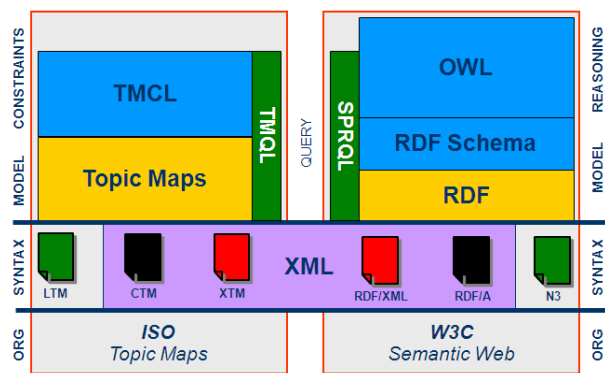 CONSTRAINTS
MODEL
SYNTAX
ORG
TMCL
Topic Maps
TMQL
QUERY
SPRQL
OWL
RDF Schema
RDF
REASONING
MODEL
SYNTAX
ORG
XML
LTM
CTM
XTM
RDF/XML
RDF/A
N3
ISO
Topic Maps
W3C
Semantic Web